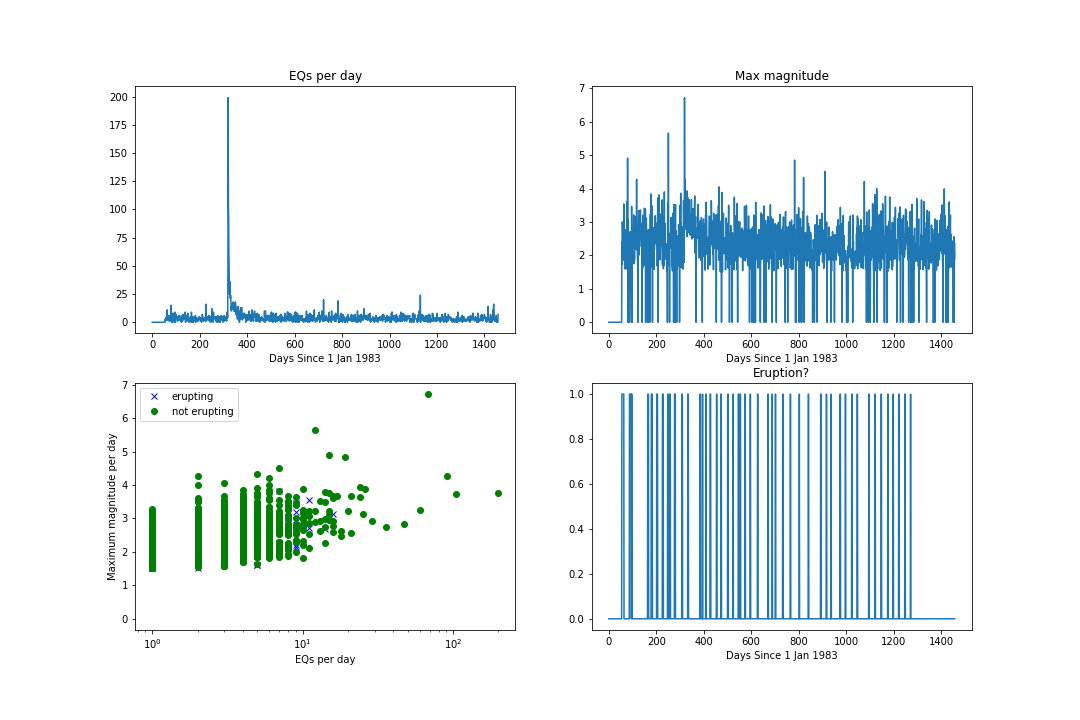 EQs per day
200
175
150
125
100
75
50
25
0
0 200 400 600 800 1000 1200 1400
Days Since 1 Jan 1983
Max magnitude
7
6
5
4
3
2
1
0
0 200 400 600 800 1000 1200 1400
Days Since 1 Jan 1983
erupting
not erupting
Maximum magnitude per day
7
6
5
4
3
2
1
0
10⁰ 10¹ 10²
EQs per day
Eruption?
1.0
0.8
0.6
0.4
0.2
0.0
0 200 400 600 800 1000 1200 1400
Days Since 1 Jan 1983